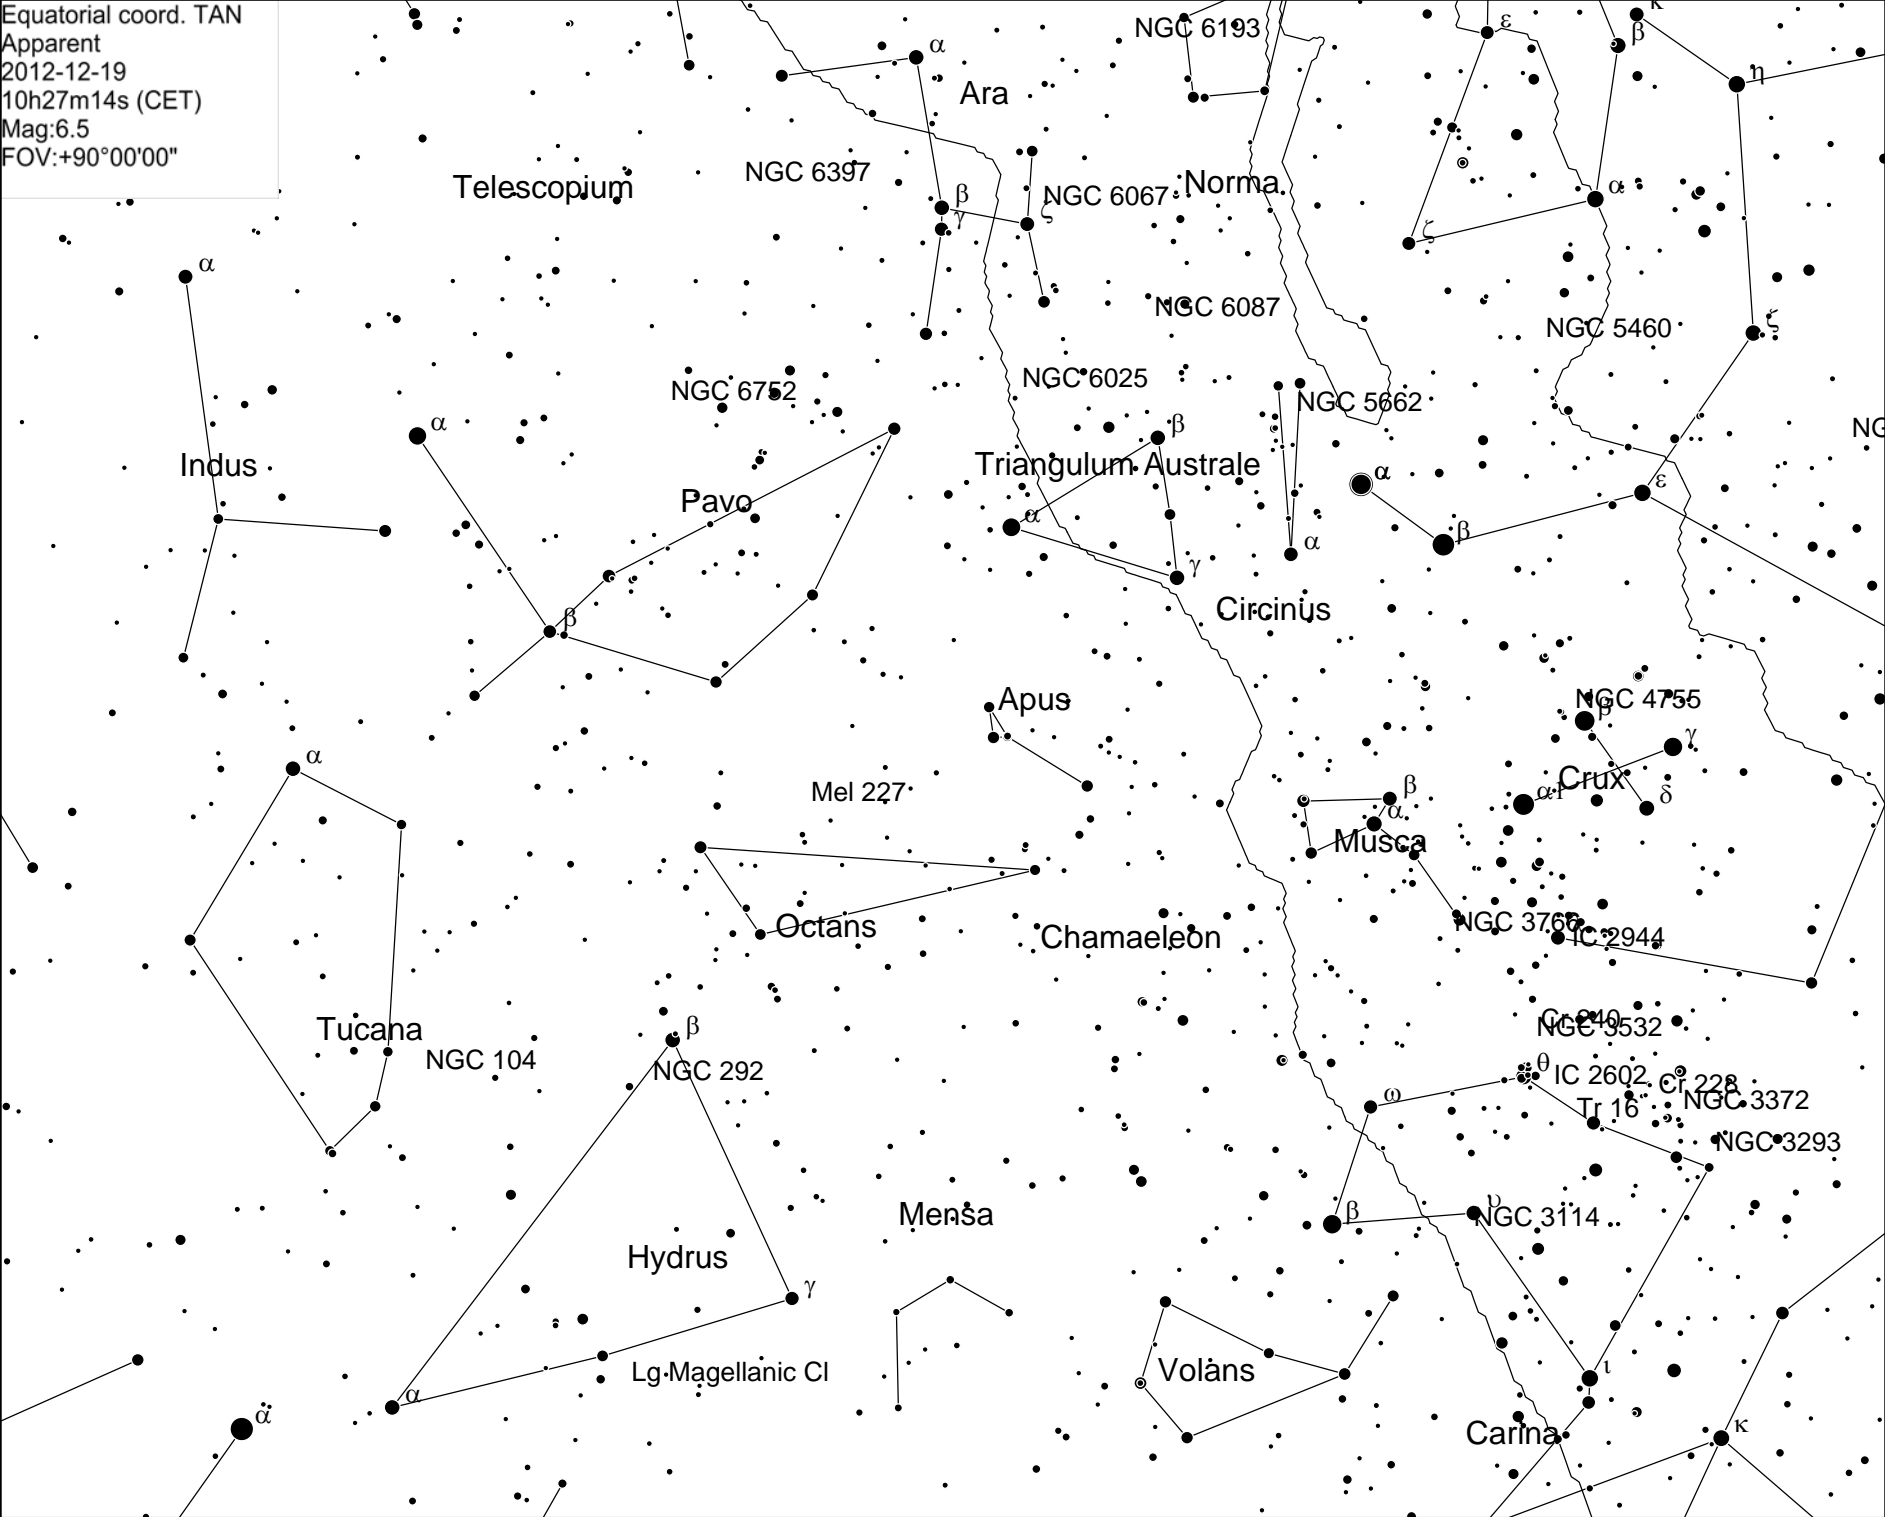 Equatorial coord. TAN
Apparent
2012-12-19
10h27m14s (CET)
Mag:6.5
FOV:+90°00'00"
κ
NGC 6193
ε
β
α
η
Ara
NGC 6397
Telescopium
Norma
α
β
NGC 6067
ζ
γ
ζ
α
NGC 6087
ζ
NGC 5460
NGC 6025
NGC 6752
NGC 5662
α
β
NG
Indus
Triangulum Australe
α
ε
Pavo
α
β
α
γ
Circinus
β
Apus
NGC 4755
β
γ
α
Crux
Mel 227
β
α1
δ
α
Musca
Octans
NGC 3766
Chamaeleon
IC 2944
Tucana
β
Cr 240
NGC 3532
NGC 104
NGC 292
θ
IC 2602
Cr 228
ω
NGC 3372
Tr 16
NGC 3293
Mensa
β
υ
NGC 3114
Hydrus
γ
Lg Magellanic Cl
Volans
ι
α
α
Carina
κ